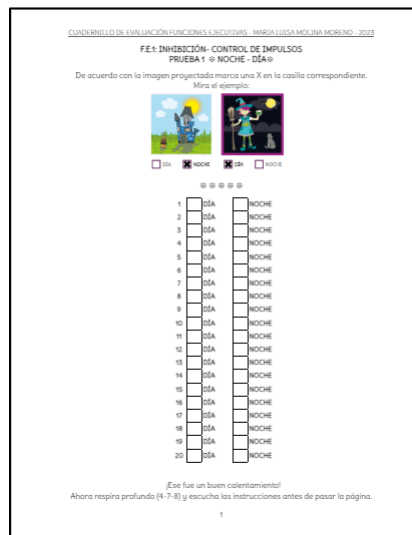 CUADERNILLO DE EVALUACIÓN FUNCIONES EJECUTIVAS - MARIA LUISA MOLINA MORENO - 2023
F.E.1: INHIBICIÓN- CONTROL DE IMPULSOS
PRUEBA 1 NOCHE - DÍA
De acuerdo con la imagen proyectada marca una X en la casilla correspondiente.
Mira el ejemplo:
DÍA X NOCHE X DÍA NOCHE
1 DÍA NOCHE
2 DÍA NOCHE
3 DÍA NOCHE
4 DÍA NOCHE
5 DÍA NOCHE
6 DÍA NOCHE
7 DÍA NOCHE
8 DÍA NOCHE
9 DÍA NOCHE
10 DÍA NOCHE
11 DÍA NOCHE
12 DÍA NOCHE
13 DÍA NOCHE
14 DÍA NOCHE
15 DÍA NOCHE
16 DÍA NOCHE
17 DÍA NOCHE
18 DÍA NOCHE
19 DÍA NOCHE
20 DÍA NOCHE
¡Ese fue un buen calentamiento!
Ahora respira profundo (4-7-8) y escucha las instrucciones antes de pasar la página.
1